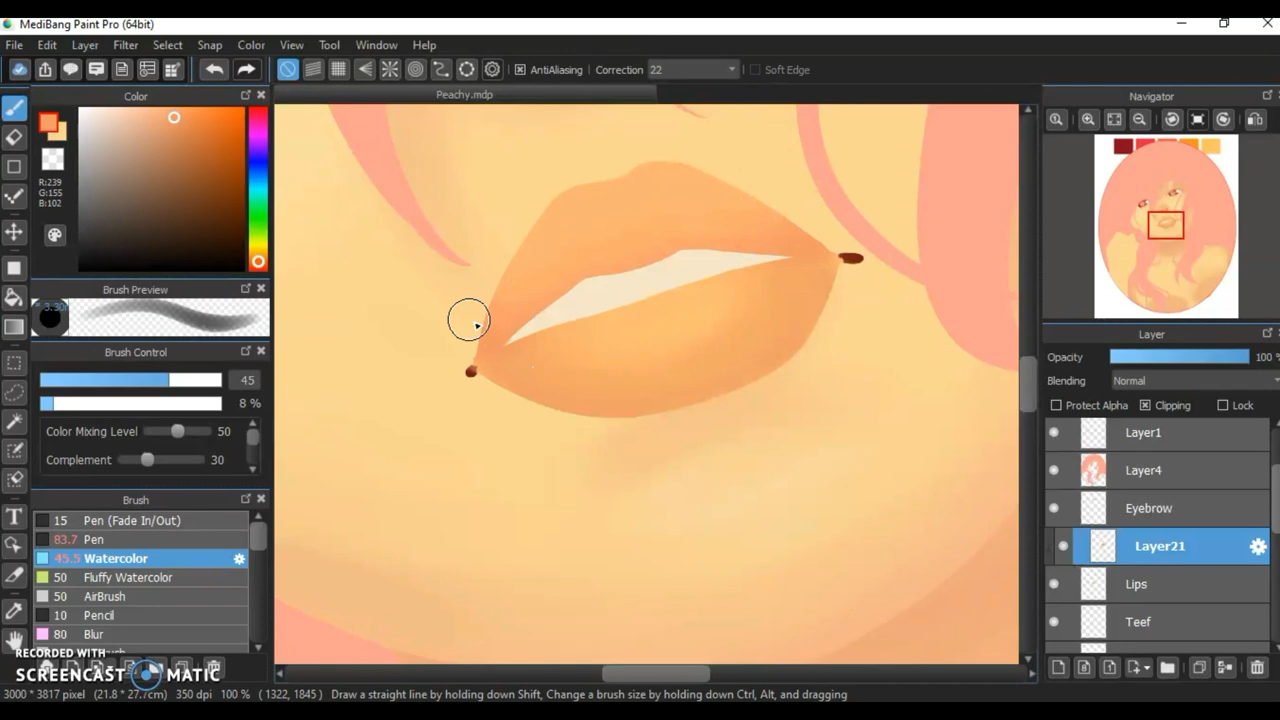 MediBang Paint Pro (64bit)
File Edit Layer Filter Select Snap Color View Tool Window Help
AntiAliasing Correction 22 Soft Edge
Color
Peachy.mdp
Navigator
R:239
G:155
B:102
Brush Preview
Brush Control
45
8 %
Color Mixing Level 50
Complement 30
Brush
15 Pen (Fade In/Out)
83.7 Pen
45.5 Watercolor
50 Fluffy Watercolor
50 AirBrush
10 Pencil
80 Blur
Layer
Opacity 100 %
Blending Normal
Protect Alpha Clipping Lock
Layer1
Layer4
Eyebrow
Layer21
Lips
Teef
RECORDED WITH
SCREENCAST MATIC
3000 * 3817 pixel (21.8 * 27.7cm) 350 dpi 100 % ( 1322, 1845 ) Draw a straight line by holding down Shift, Change a brush size by holding down Ctrl, Alt, and dragging